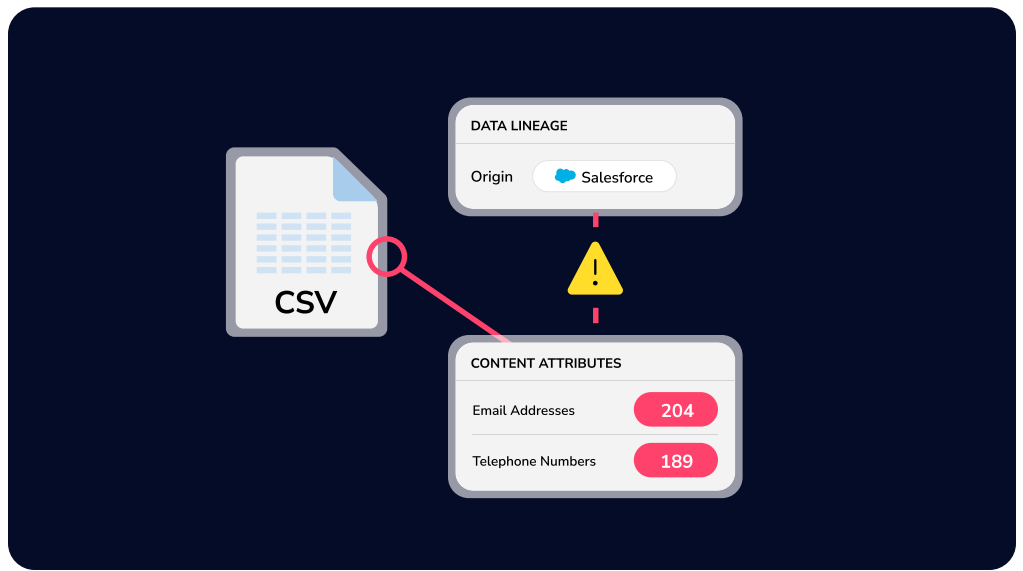 DATA LINEAGE
Origin
Salesforce
CSV
CONTENT ATTRIBUTES
Email Addresses 204
Telephone Numbers 189